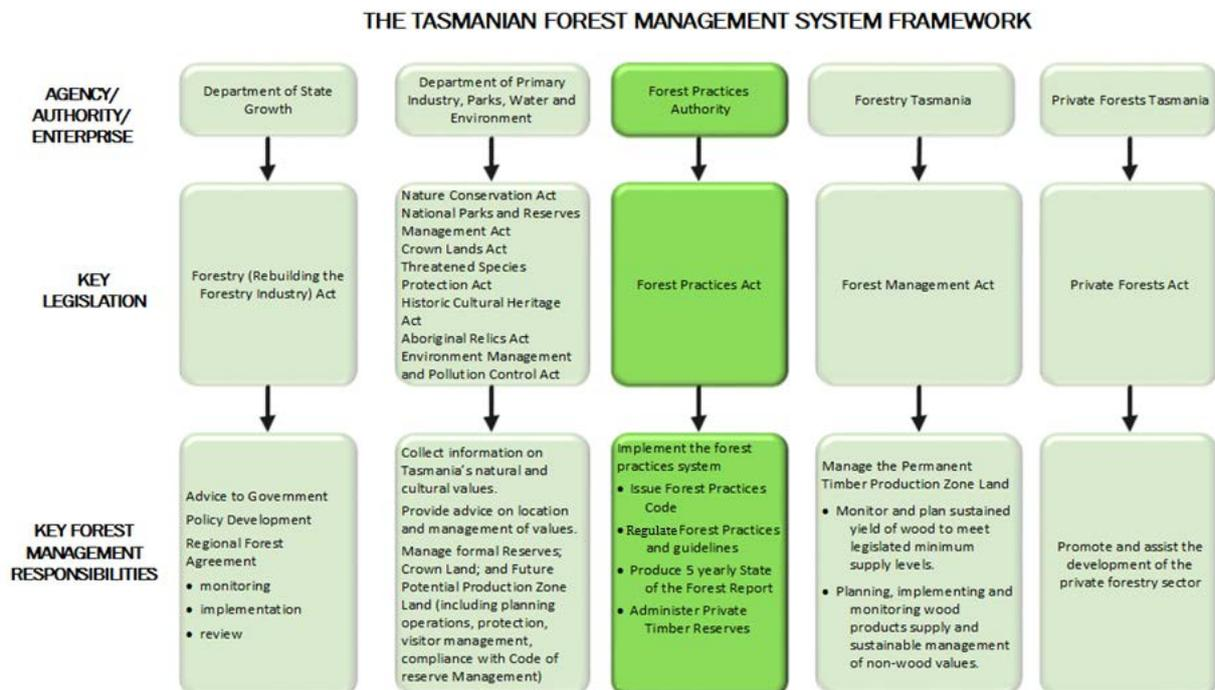 THE TASMANIAN FOREST MANAGEMENT SYSTEM FRAMEWORK
AGENCY/
AUTHORITY/
ENTERPRISE
Department of State
Growth
Department of Primary
Industry, Parks, Water and
Environment
Forest Practices
Authority
Forestry Tasmania
Private Forests Tasmania
KEY
LEGISLATION
Forestry (Rebuilding the
Forestry Industry) Act
Nature Conservation Act
National Parks and Reserves
Management Act
Crown Lands Act
Threatened Species
Protection Act
Historic Cultural Heritage
Act
Aboriginal Relics Act
Environment Management
and Pollution Control Act
Forest Practices Act
Forest Management Act
Private Forests Act
KEY FOREST
MANAGEMENT
RESPONSIBILITIES
Advice to Government
Policy Development
Regional Forest
Agreement
• monitoring
• implementation
• review
Collect information on
Tasmania's natural and
cultural values.
Provide advice on location
and management of values.
Manage formal Reserves;
Crown Land; and Future
Potential Production Zone
Land (including planning
operations, protection,
visitor management,
compliance with Code of
reserve Management)
Implement the forest
practices system
• Issue Forest Practices
Code
• Regulate Forest Practices
and guidelines
• Produce 5 yearly State
of the Forest Report
• Administer Private
Timber Reserves
Manage the Permanent
Timber Production Zone Land
• Monitor and plan sustained
yield of wood to meet
legislated minimum
supply levels.
• Planning, implementing and
monitoring wood
products supply and
sustainable management
of non-wood values.
Promote and assist the
development of the
private forestry sector